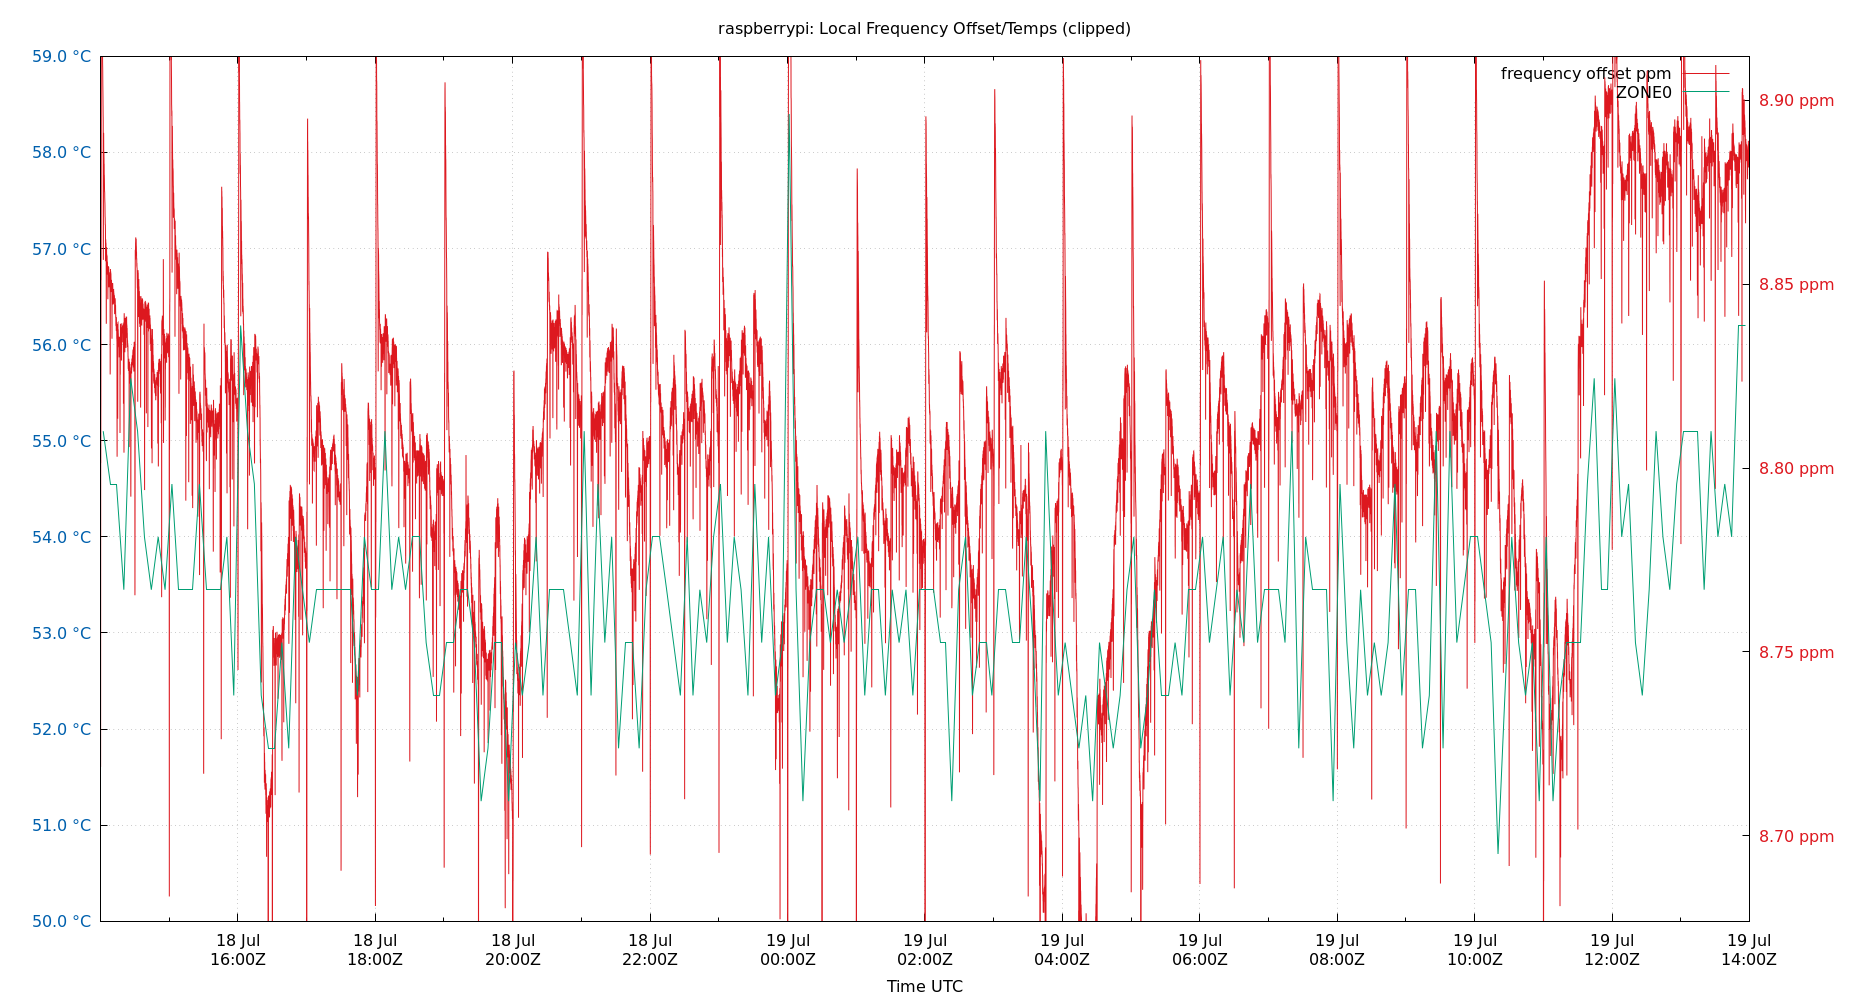 raspberrypi: Local Frequency Offset/Temps (clipped)
59.0 °C
58.0 °C
57.0 °C
56.0 °C
55.0 °C
54.0 °C
53.0 °C
52.0 °C
51.0 °C
50.0 °C
frequency offset ppm
ZONE0
8.90 ppm
8.85 ppm
8.80 ppm
8.75 ppm
8.70 ppm
18 Jul
16:00Z
18 Jul
18:00Z
18 Jul
20:00Z
18 Jul
22:00Z
19 Jul
00:00Z
19 Jul
02:00Z
19 Jul
04:00Z
19 Jul
06:00Z
19 Jul
08:00Z
19 Jul
10:00Z
19 Jul
12:00Z
19 Jul
14:00Z
Time UTC